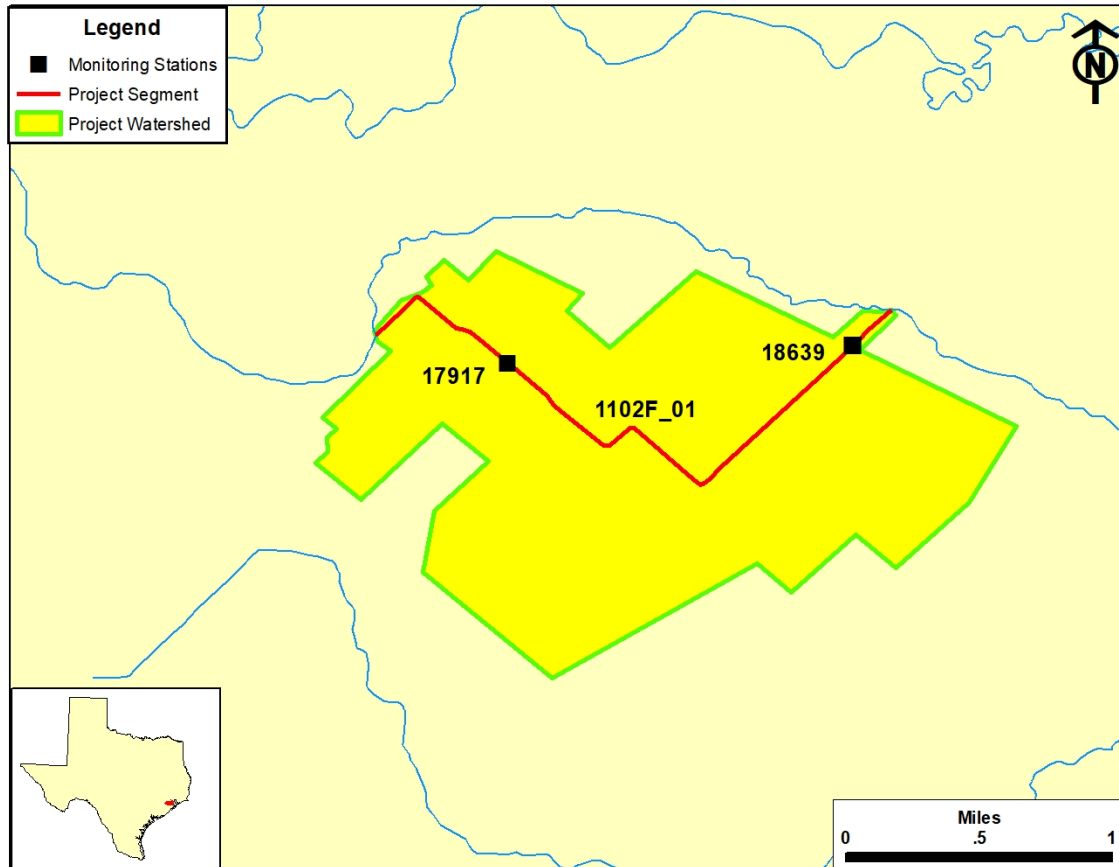 Legend
Monitoring Stations
Project Segment
Project Watershed
N
18639
17917
1102F_01
Miles
0 .5 1